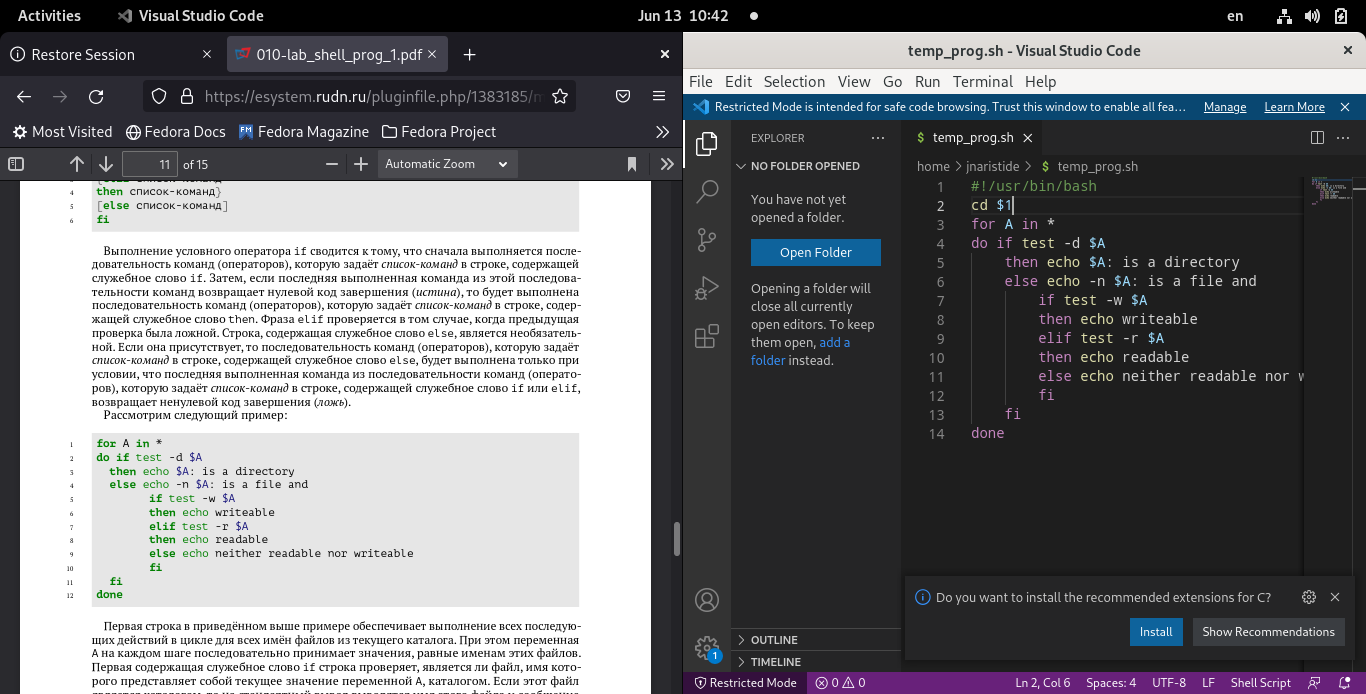 Activities
Visual Studio Code
Jun 13 10:42
en
Restore Session
010-lab_shell_prog_1.pdf
https://esystem.rudn.ru/pluginfile.php/1383185/
Most Visited
Fedora Docs
Fedora Magazine
Fedora Project
11 of 15
Automatic Zoom
4 then список-команд}
5 [else список-команд]
6 fi
Выполнение условного оператора if сводится к тому, что сначала выполняется после-
довательность команд (операторов), которую задаёт список-команд в строке, содержащей
служебное слово if. Затем, если последняя выполненная команда из этой последова-
тельности команд возвращает нулевой код завершения (истина), то будет выполнена
последовательность команд (операторов), которую задаёт список-команд в строке, содер-
жащей служебное слово then. Фраза elif проверяется в том случае, когда предыдущая
проверка была ложной. Строка, содержащая служебное слово else, является необязатель-
ной. Если она присутствует, то последовательность команд (операторов), которую задаёт
список-команд в строке, содержащей служебное слово else, будет выполнена только при
условии, что последняя выполненная команда из последовательности команд (операто-
ров), которую задаёт список-команд в строке, содержащей служебное слово if или elif,
возвращает ненулевой код завершения (ложь).
Рассмотрим следующий пример:
1 for A in *
2 do if test -d $A
3 then echo $A: is a directory
4 else echo -n $A: is a file and
5 if test -w $A
6 then echo writeable
7 elif test -r $A
8 then echo readable
9 else echo neither readable nor writeable
10 fi
11 fi
12 done
Первая строка в приведённом выше примере обеспечивает выполнение всех последую-
щих действий в цикле для всех имён файлов из текущего каталога. При этом переменная
A на каждом шаге последовательно принимает значения, равные именам этих файлов.
Первая содержащая служебное слово if строка проверяет, является ли файл, имя кото-
рого представляет собой текущее значение переменной A, каталогом. Если этот файл
temp_prog.sh - Visual Studio Code
File Edit Selection View Go Run Terminal Help
Restricted Mode is intended for safe code browsing. Trust this window to enable all fea...
Manage
Learn More
EXPLORER
NO FOLDER OPENED
You have not yet
opened a folder.
Open Folder
Opening a folder will
close all currently
open editors. To keep
them open, add a
folder instead.
OUTLINE
TIMELINE
1
$ temp_prog.sh
home > jnaristide > $ temp_prog.sh
1 #!/usr/bin/bash
2 cd $1
3 for A in *
4 do if test -d $A
5 then echo $A: is a directory
6 else echo -n $A: is a file and
7 if test -w $A
8 then echo writeable
9 elif test -r $A
10 then echo readable
11 else echo neither readable nor w
12 fi
13 fi
14 done
Do you want to install the recommended extensions for C?
Install
Show Recommendations
Restricted Mode
0 0
Ln 2, Col 6
Spaces: 4
UTF-8
LF
Shell Script